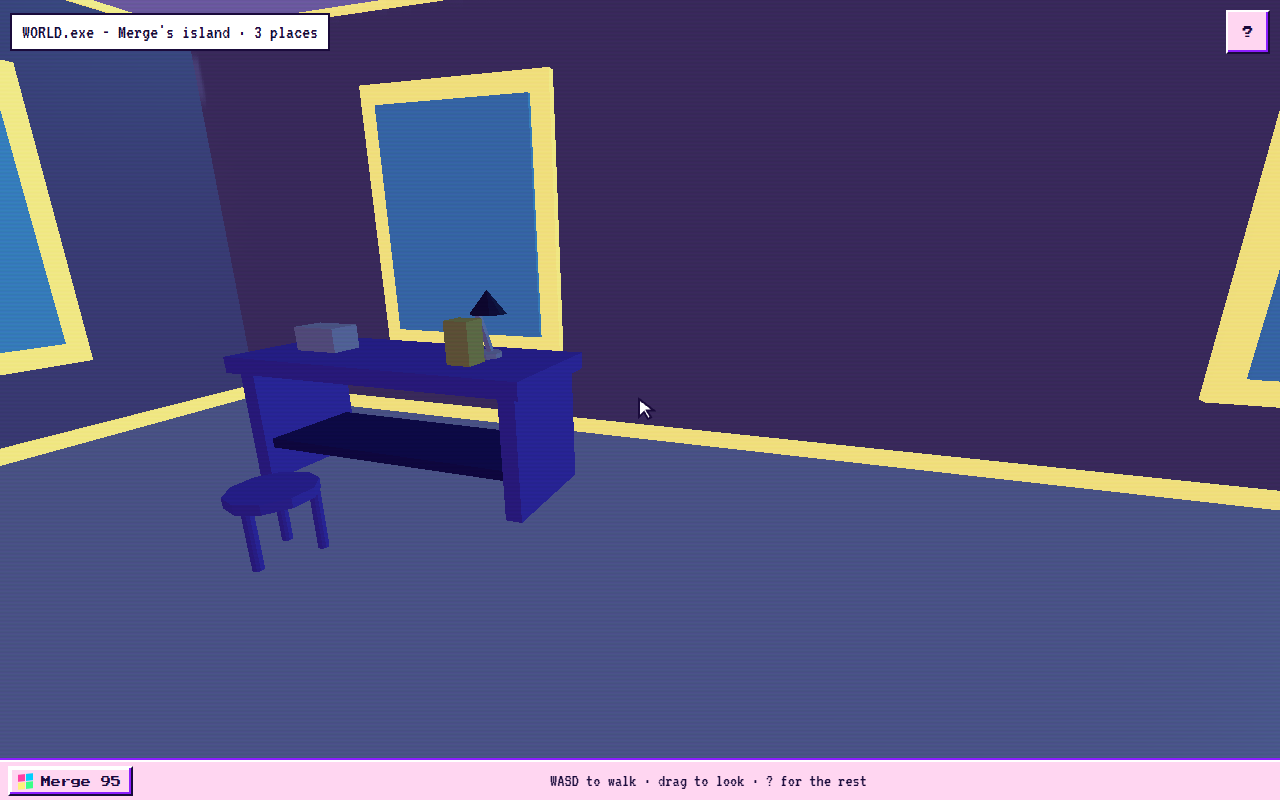 WORLD.exe - Merge's island · 3 places
?
Merge 95
WASD to walk · drag to look · ? for the rest